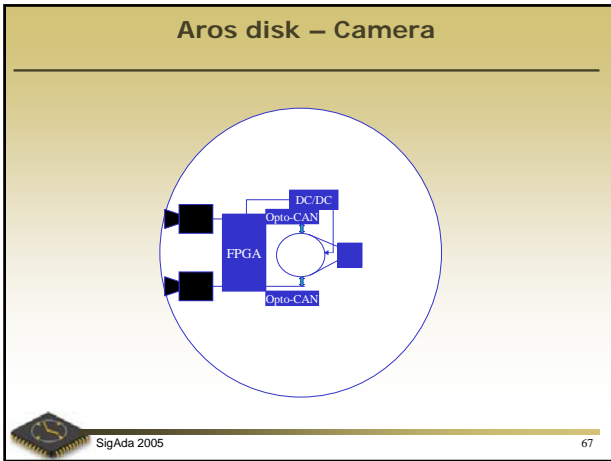 Aros disk – Camera
DC/DC
Opto-CAN
FPGA
Opto-CAN
SigAda 2005
67